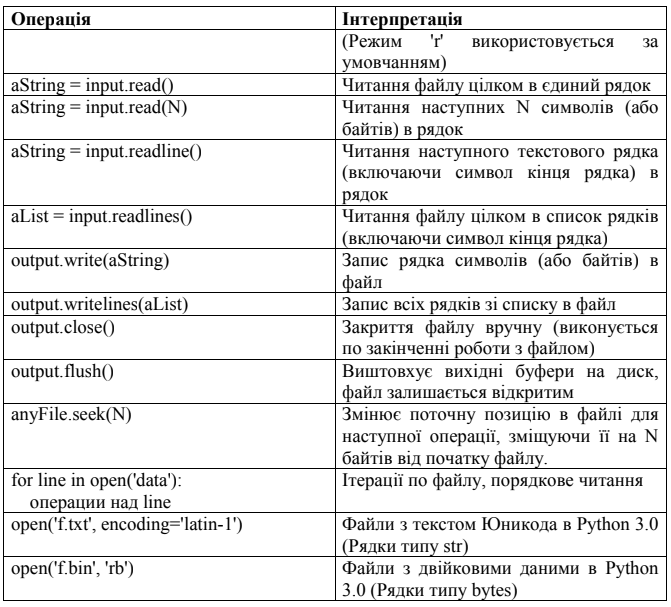 Операція Інтерпретація
(Режим 'r' використовується за
умовчанням)
aString = input.read() Читання файлу цілком в єдиний рядок
aString = input.read(N) Читання наступних N символів (або
байтів) в рядок
aString = input.readline() Читання наступного текстового рядка
(включаючи символ кінця рядка) в
рядок
aList = input.readlines() Читання файлу цілком в список рядків
(включаючи символ кінця рядка)
output.write(aString) Запис рядка символів (або байтів) в
файл
output.writelines(aList) Запис всіх рядків зі списку в файл
output.close() Закриття файлу вручну (виконується
по закінченні роботи з файлом)
output.flush() Виштовхує вихідні буфери на диск,
файл залишається відкритим
anyFile.seek(N) Змінює поточну позицію в файлі для
наступної операції, зміщуючи її на N
байтів від початку файлу.
for line in open('data'): Ітерації по файлу, порядкове читання
операции над line
open('f.txt', encoding='latin-1') Файли з текстом Юникода в Python 3.0
(Рядки типу str)
open('f.bin', 'rb') Файли з двійковими даними в Python
3.0 (Рядки типу bytes)